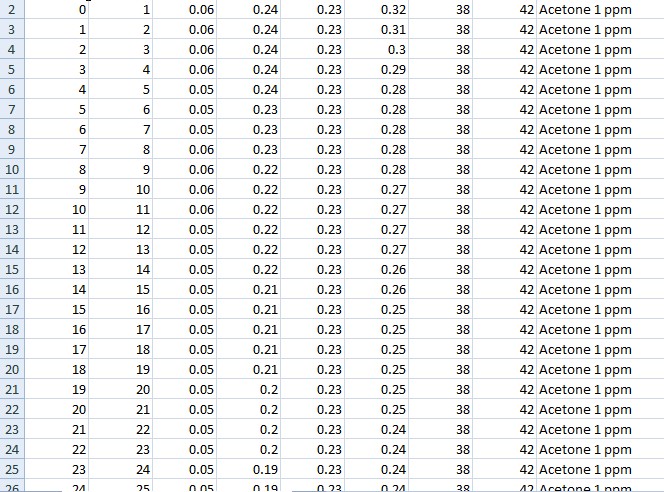 2 0 1 0.06 0.24 0.23 0.32 38 42 Acetone 1 ppm
3 1 2 0.06 0.24 0.23 0.31 38 42 Acetone 1 ppm
4 2 3 0.06 0.24 0.23 0.3 38 42 Acetone 1 ppm
5 3 4 0.06 0.24 0.23 0.29 38 42 Acetone 1 ppm
6 4 5 0.05 0.24 0.23 0.28 38 42 Acetone 1 ppm
7 5 6 0.05 0.23 0.23 0.28 38 42 Acetone 1 ppm
8 6 7 0.05 0.23 0.23 0.28 38 42 Acetone 1 ppm
9 7 8 0.06 0.23 0.23 0.28 38 42 Acetone 1 ppm
10 8 9 0.06 0.22 0.23 0.28 38 42 Acetone 1 ppm
11 9 10 0.06 0.22 0.23 0.27 38 42 Acetone 1 ppm
12 10 11 0.06 0.22 0.23 0.27 38 42 Acetone 1 ppm
13 11 12 0.05 0.22 0.23 0.27 38 42 Acetone 1 ppm
14 12 13 0.05 0.22 0.23 0.27 38 42 Acetone 1 ppm
15 13 14 0.05 0.22 0.23 0.26 38 42 Acetone 1 ppm
16 14 15 0.05 0.21 0.23 0.26 38 42 Acetone 1 ppm
17 15 16 0.05 0.21 0.23 0.25 38 42 Acetone 1 ppm
18 16 17 0.05 0.21 0.23 0.25 38 42 Acetone 1 ppm
19 17 18 0.05 0.21 0.23 0.25 38 42 Acetone 1 ppm
20 18 19 0.05 0.21 0.23 0.25 38 42 Acetone 1 ppm
21 19 20 0.05 0.2 0.23 0.25 38 42 Acetone 1 ppm
22 20 21 0.05 0.2 0.23 0.25 38 42 Acetone 1 ppm
23 21 22 0.05 0.2 0.23 0.24 38 42 Acetone 1 ppm
24 22 23 0.05 0.2 0.23 0.24 38 42 Acetone 1 ppm
25 23 24 0.05 0.19 0.23 0.24 38 42 Acetone 1 ppm
26 24 25 0.05 0.19 0.23 0.24 38 42 Acetone 1 ppm